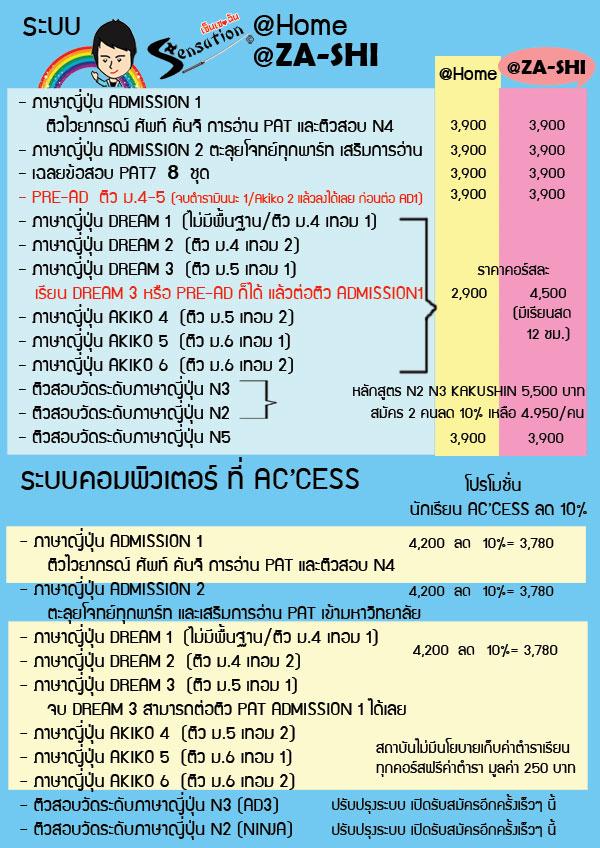 ระบบ เซ็นเซชั่น Sensation @Home
@ZA-SHI
@Home @ZA-SHI
- ภาษาญี่ปุ่น ADMISSION 1
ติวไวยากรณ์ ศัพท์ คันจิ การอ่าน PAT และติวสอบ N4 3,900 3,900
- ภาษาญี่ปุ่น ADMISSION 2 ตะลุยโจทย์ทุกพาร์ท เสริมการอ่าน 3,900 3,900
- เฉลยข้อสอบ PAT7 8 ชุด 3,900 3,900
- PRE-AD ติว ม.4-5 (จบตำรามินนะ 1/Akiko 2 แล้วลงได้เลย ก่อนต่อ AD1) 3,900 3,900
- ภาษาญี่ปุ่น DREAM 1 (ไม่มีพื้นฐาน/ติว ม.4 เทอม 1)
- ภาษาญี่ปุ่น DREAM 2 (ติว ม.4 เทอม 2)
- ภาษาญี่ปุ่น DREAM 3 (ติว ม.5 เทอม 1) ราคาคอร์สละ
เรียน DREAM 3 หรือ PRE-AD ก็ได้ แล้วต่อติว ADMISSION1 2,900 4,500
- ภาษาญี่ปุ่น AKIKO 4 (ติว ม.5 เทอม 2) (มีเรียนสด
- ภาษาญี่ปุ่น AKIKO 5 (ติว ม.6 เทอม 1) 12 ชม.)
- ภาษาญี่ปุ่น AKIKO 6 (ติว ม.6 เทอม 2)
- ติวสอบวัดระดับภาษาญี่ปุ่น N3 หลักสูตร N2 N3 KAKUSHIN 5,500 บาท
- ติวสอบวัดระดับภาษาญี่ปุ่น N2 สมัคร 2 คนลด 10% เหลือ 4.950/คน
- ติวสอบวัดระดับภาษาญี่ปุ่น N5 3,900 3,900
ระบบคอมพิวเตอร์ ที่ AC'CESS
โปรโมชั่น
นักเรียน AC'CESS ลด 10%
- ภาษาญี่ปุ่น ADMISSION 1 4,200 ลด 10%= 3,780
ติวไวยากรณ์ ศัพท์ คันจิ การอ่าน PAT และติวสอบ N4
- ภาษาญี่ปุ่น ADMISSION 2 4,200 ลด 10%= 3,780
ตะลุยโจทย์ทุกพาร์ท และเสริมการอ่าน PAT เข้ามหาวิทยาลัย
- ภาษาญี่ปุ่น DREAM 1 (ไม่มีพื้นฐาน/ติว ม.4 เทอม 1)
4,200 ลด 10%= 3,780
- ภาษาญี่ปุ่น DREAM 2 (ติว ม.4 เทอม 2)
- ภาษาญี่ปุ่น DREAM 3 (ติว ม.5 เทอม 1)
จบ DREAM 3 สามารถต่อติว PAT ADMISSION 1 ได้เลย
- ภาษาญี่ปุ่น AKIKO 4 (ติว ม.5 เทอม 2)
- ภาษาญี่ปุ่น AKIKO 5 (ติว ม.6 เทอม 1) สถาบันไม่มีนโยบายเก็บค่าตำราเรียน
- ภาษาญี่ปุ่น AKIKO 6 (ติว ม.6 เทอม 2) ทุกคอร์สฟรีค่าตำรา มูลค่า 250 บาท
- ติวสอบวัดระดับภาษาญี่ปุ่น N3 (AD3) ปรับปรุงระบบ เปิดรับสมัครอีกครั้งเร็วๆ นี้
- ติวสอบวัดระดับภาษาญี่ปุ่น N2 (NINJA) ปรับปรุงระบบ เปิดรับสมัครอีกครั้งเร็วๆ นี้